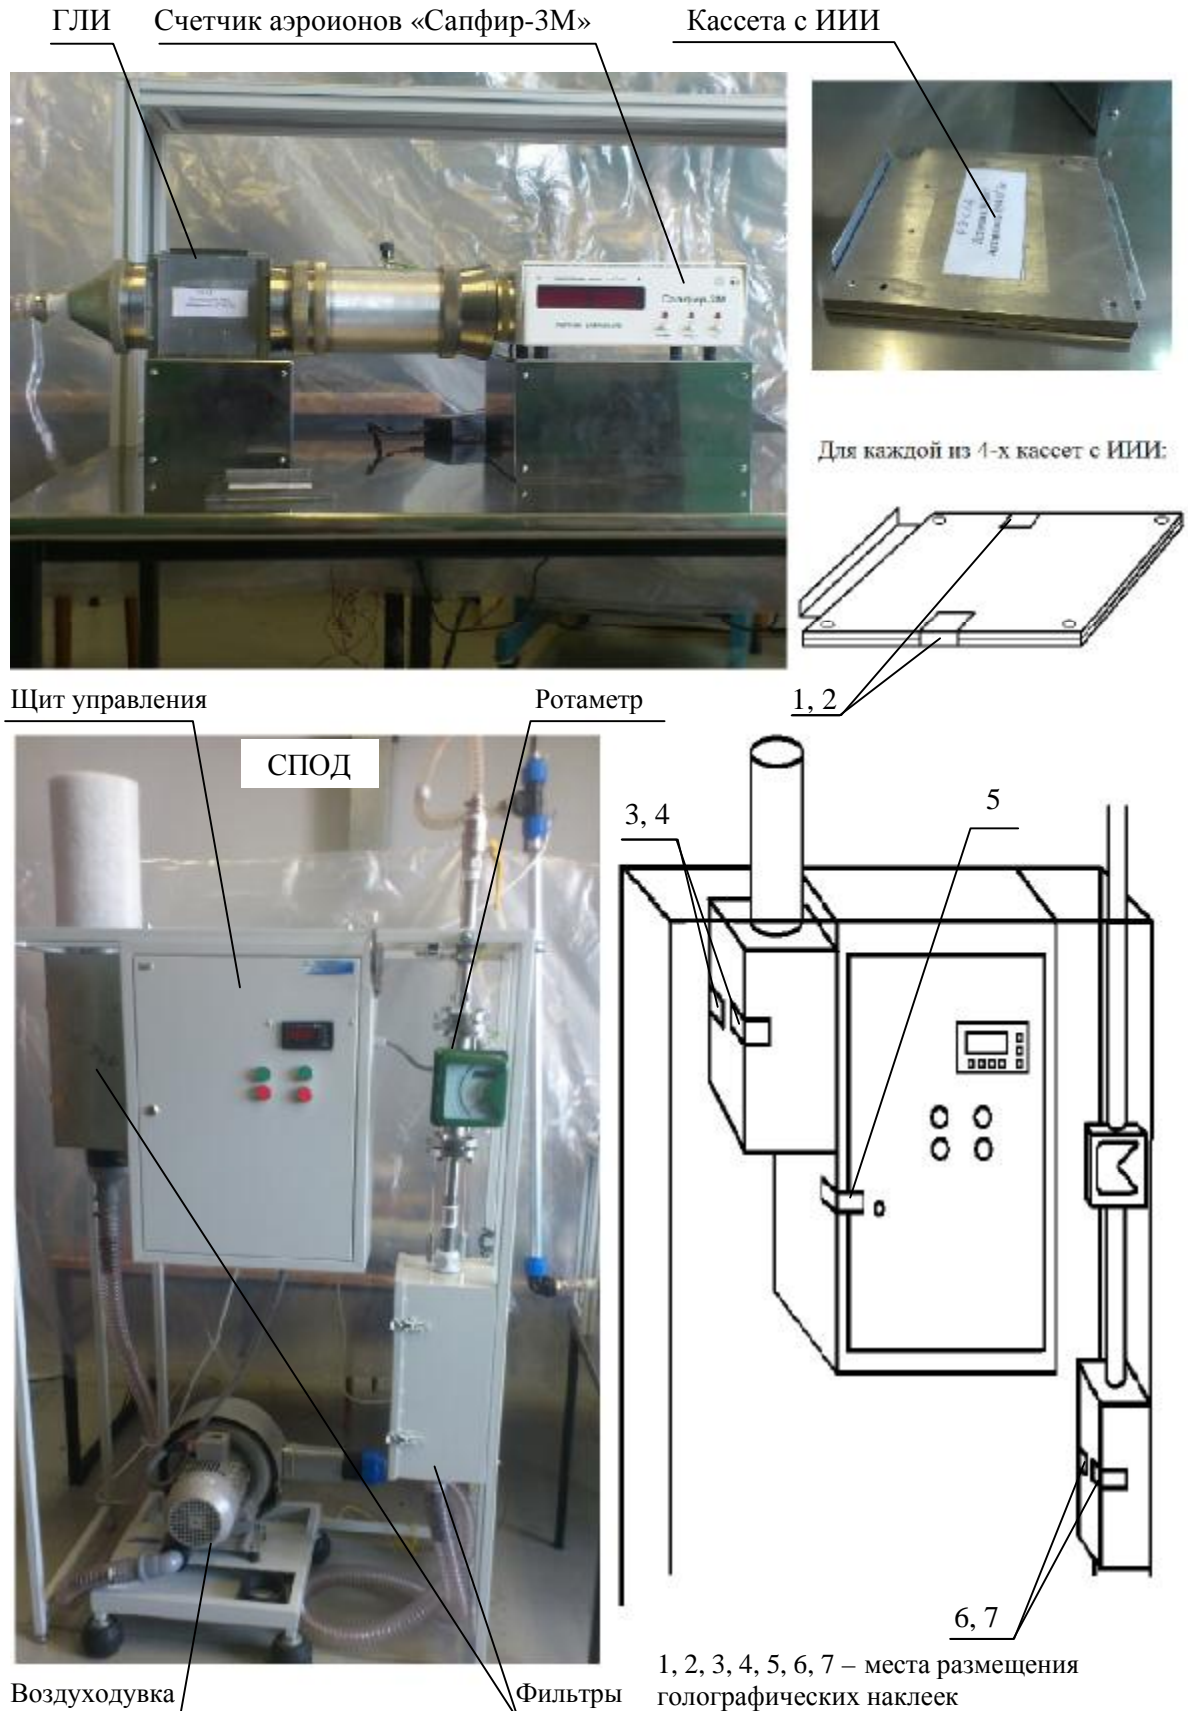 ГЛИ Счетчик аэроионов «Сапфир-3М» Кассета с ИИИ
Сапфир-3М
Для каждой из 4-х кассет с ИИИ:
1, 2
Щит управления Ротаметр
СПОД
3, 4
5
6, 7
1, 2, 3, 4, 5, 6, 7 – места размещения
голографических наклеек
Воздуходувка Фильтры